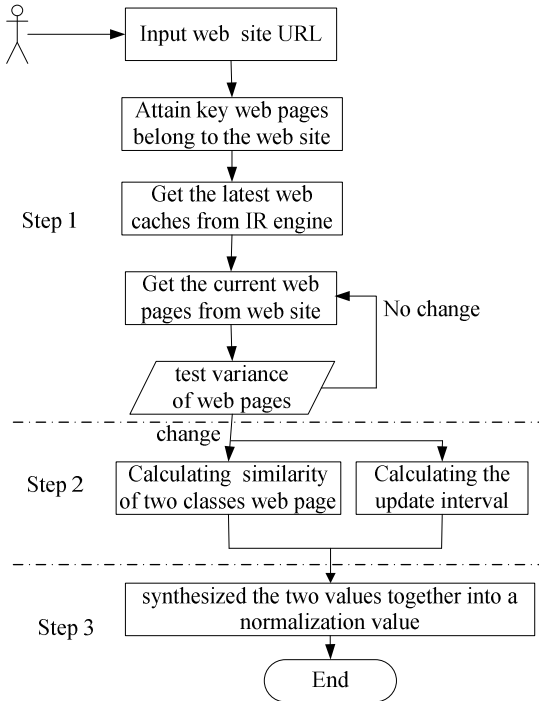 Input web site URL
Attain key web pages
belong to the web site
Get the latest web
caches from IR engine
Step 1
Get the current web
pages from web site
No change
test variance
of web pages
change
Step 2
Calculating similarity
of two classes web page
Calculating the
update interval
synthesized the two values together into a
normalization value
Step 3
End